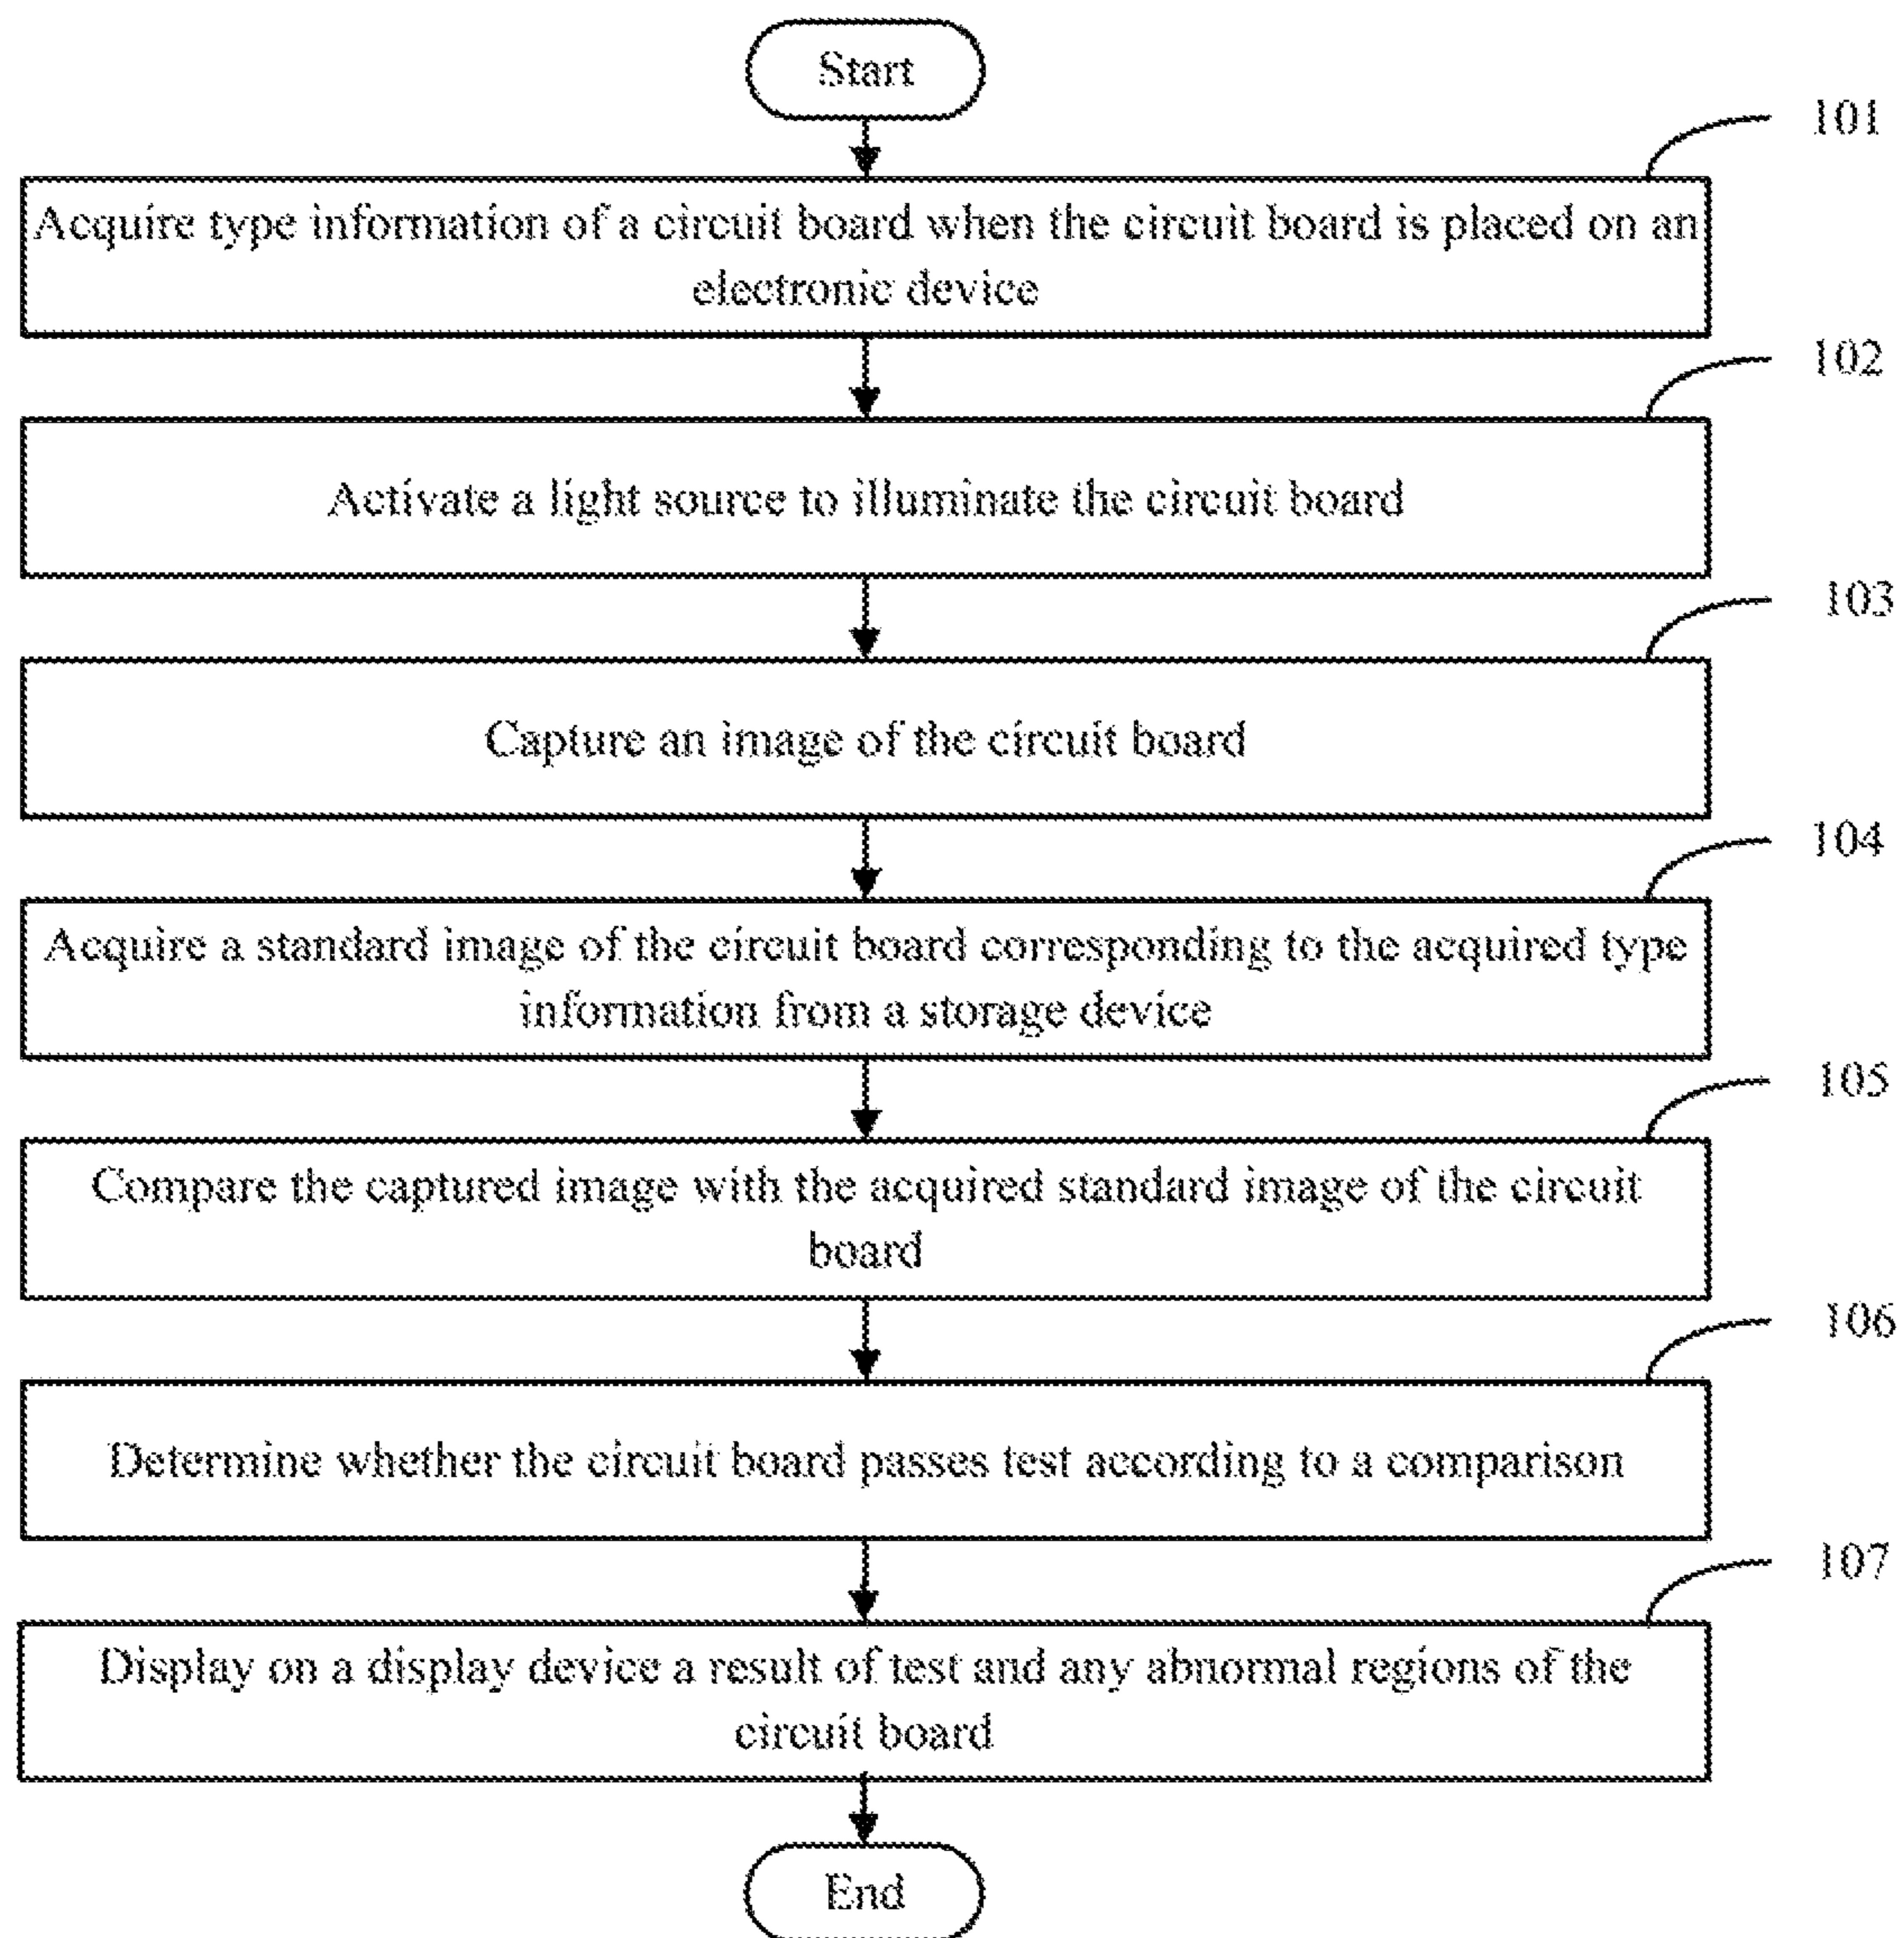 Start
101
Acquire type information of a circuit board when the circuit board is placed on an
electronic device
102
Activate a light source to illuminate the circuit board
103
Capture an image of the circuit board
104
Acquire a standard image of the circuit board corresponding to the acquired type
information from a storage device
105
Compare the captured image with the acquired standard image of the circuit
board
106
Determine whether the circuit board passes test according to a comparison
107
Display on a display device a result of test and any abnormal regions of the
circuit board
End